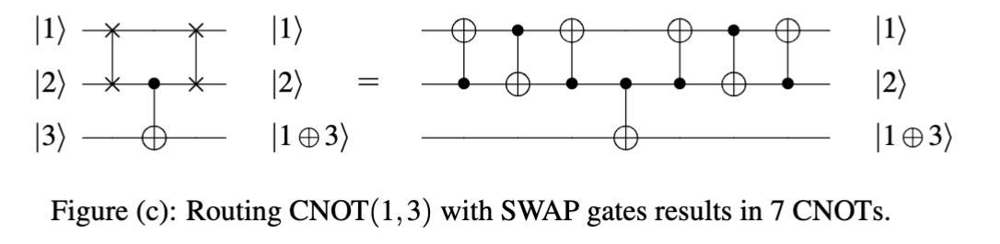 |1⟩ |1⟩ |1⟩
|2⟩ |2⟩ = |2⟩
|3⟩ |1 ⊕ 3⟩ |1 ⊕ 3⟩
Figure (c): Routing CNOT(1, 3) with SWAP gates results in 7 CNOTs.